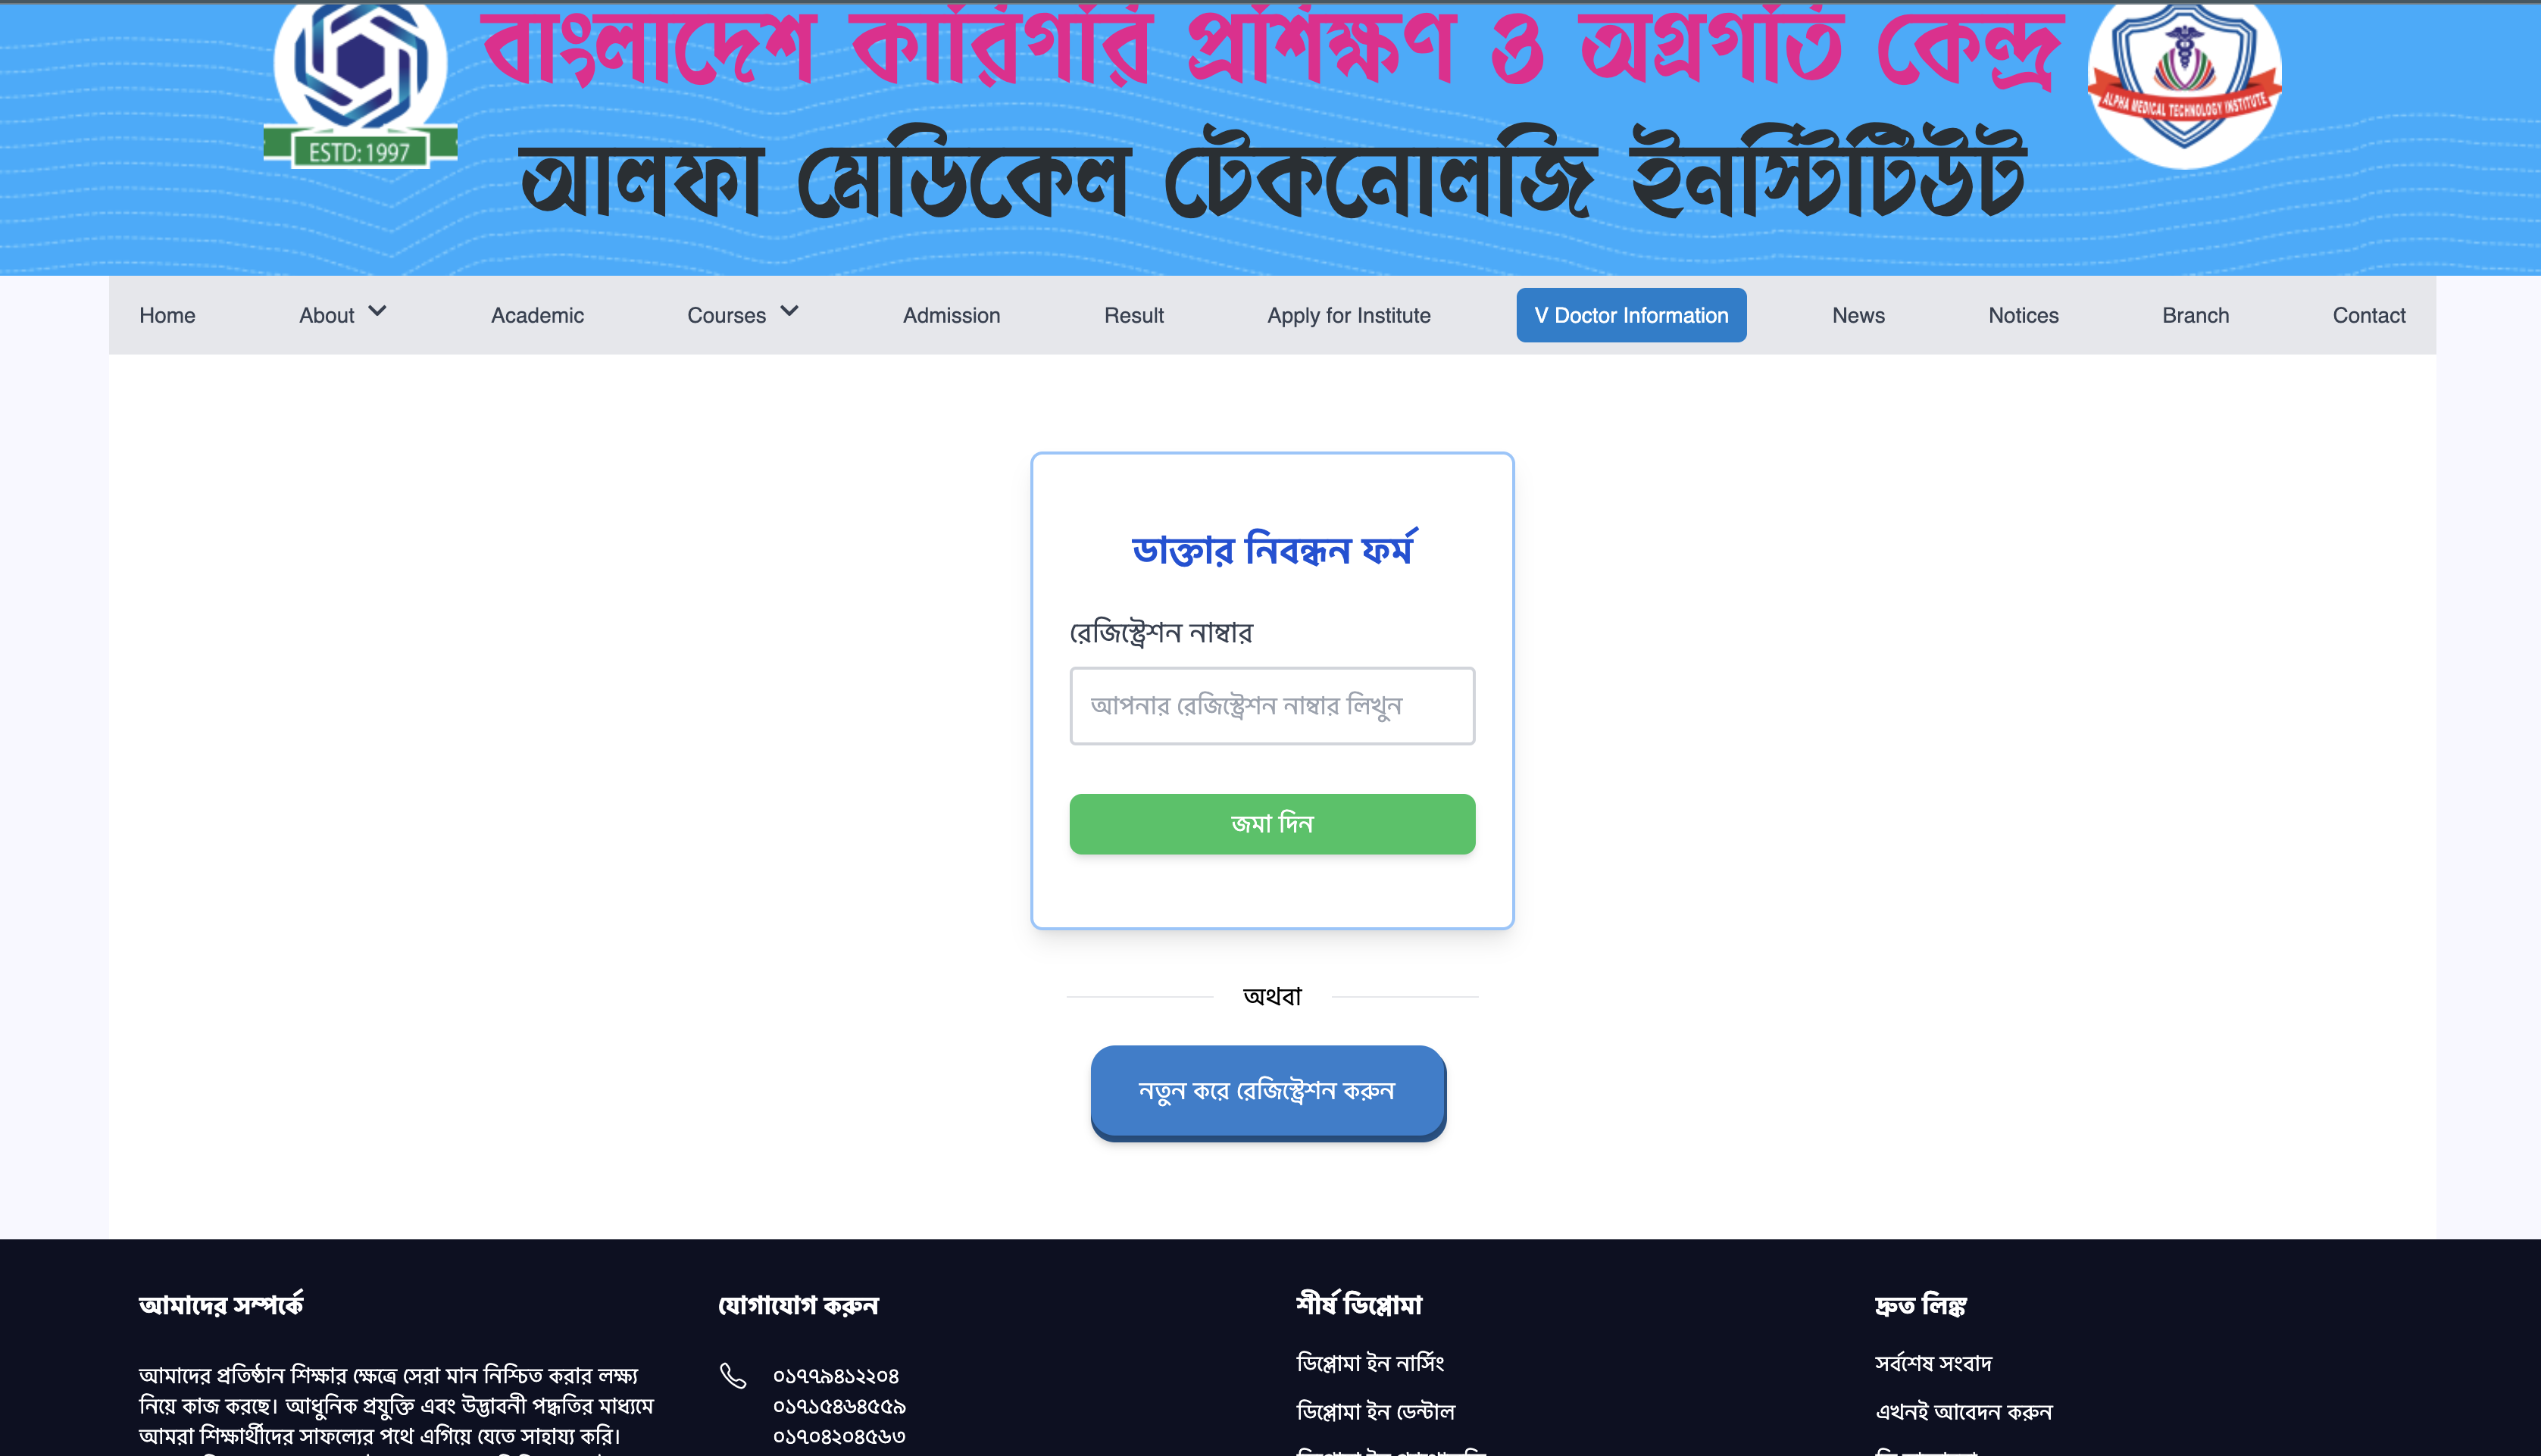 বাংলাদেশ কারিগরি প্রশিক্ষণ ও অগ্রগতি কেন্দ্র
ESTD: 1997
ALPHA MEDICAL TECHNOLOGY INSTITUTE
আলফা মেডিকেল টেকনোলজি ইনস্টিটিউট
Home About Academic Courses Admission Result Apply for Institute V Doctor Information News Notices Branch Contact
ডাক্তার নিবন্ধন ফর্ম
রেজিস্ট্রেশন নাম্বার
আপনার রেজিস্ট্রেশন নাম্বার লিখুন
জমা দিন
অথবা
নতুন করে রেজিস্ট্রেশন করুন
আমাদের সম্পর্কে
আমাদের প্রতিষ্ঠান শিক্ষার ক্ষেত্রে সেরা মান নিশ্চিত করার লক্ষ্য
নিয়ে কাজ করছে। আধুনিক প্রযুক্তি এবং উদ্ভাবনী পদ্ধতির মাধ্যমে
আমরা শিক্ষার্থীদের সাফল্যের পথে এগিয়ে যেতে সাহায্য করি।
যোগাযোগ করুন
০১৭৭৯৪১২২০৪
০১৭১৫৪৬৪৫৫৯
০১৭০৪২০৪৫৬৩
শীর্ষ ডিপ্লোমা
ডিপ্লোমা ইন নার্সিং
ডিপ্লোমা ইন ডেন্টাল
দ্রুত লিঙ্ক
সর্বশেষ সংবাদ
এখনই আবেদন করুন